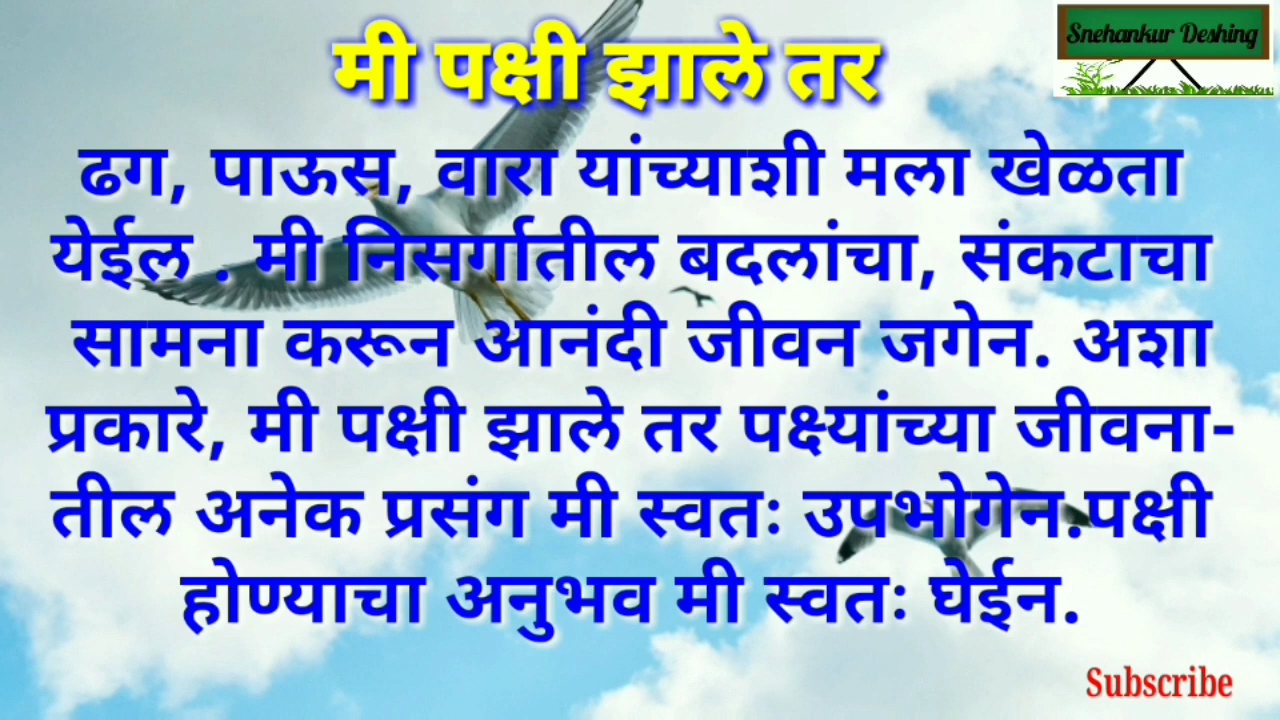 मी पक्षी झाले तर
Snehankur Deshing
ढग, पाऊस, वारा यांच्याशी मला खेळता
येईल . मी निसर्गातील बदलांचा, संकटाचा
सामना करून आनंदी जीवन जगेन. अशा
प्रकारे, मी पक्षी झाले तर पक्ष्यांच्या जीवना-
तील अनेक प्रसंग मी स्वतः उपभोगेन.पक्षी
होण्याचा अनुभव मी स्वतः घेईन.
Subscribe